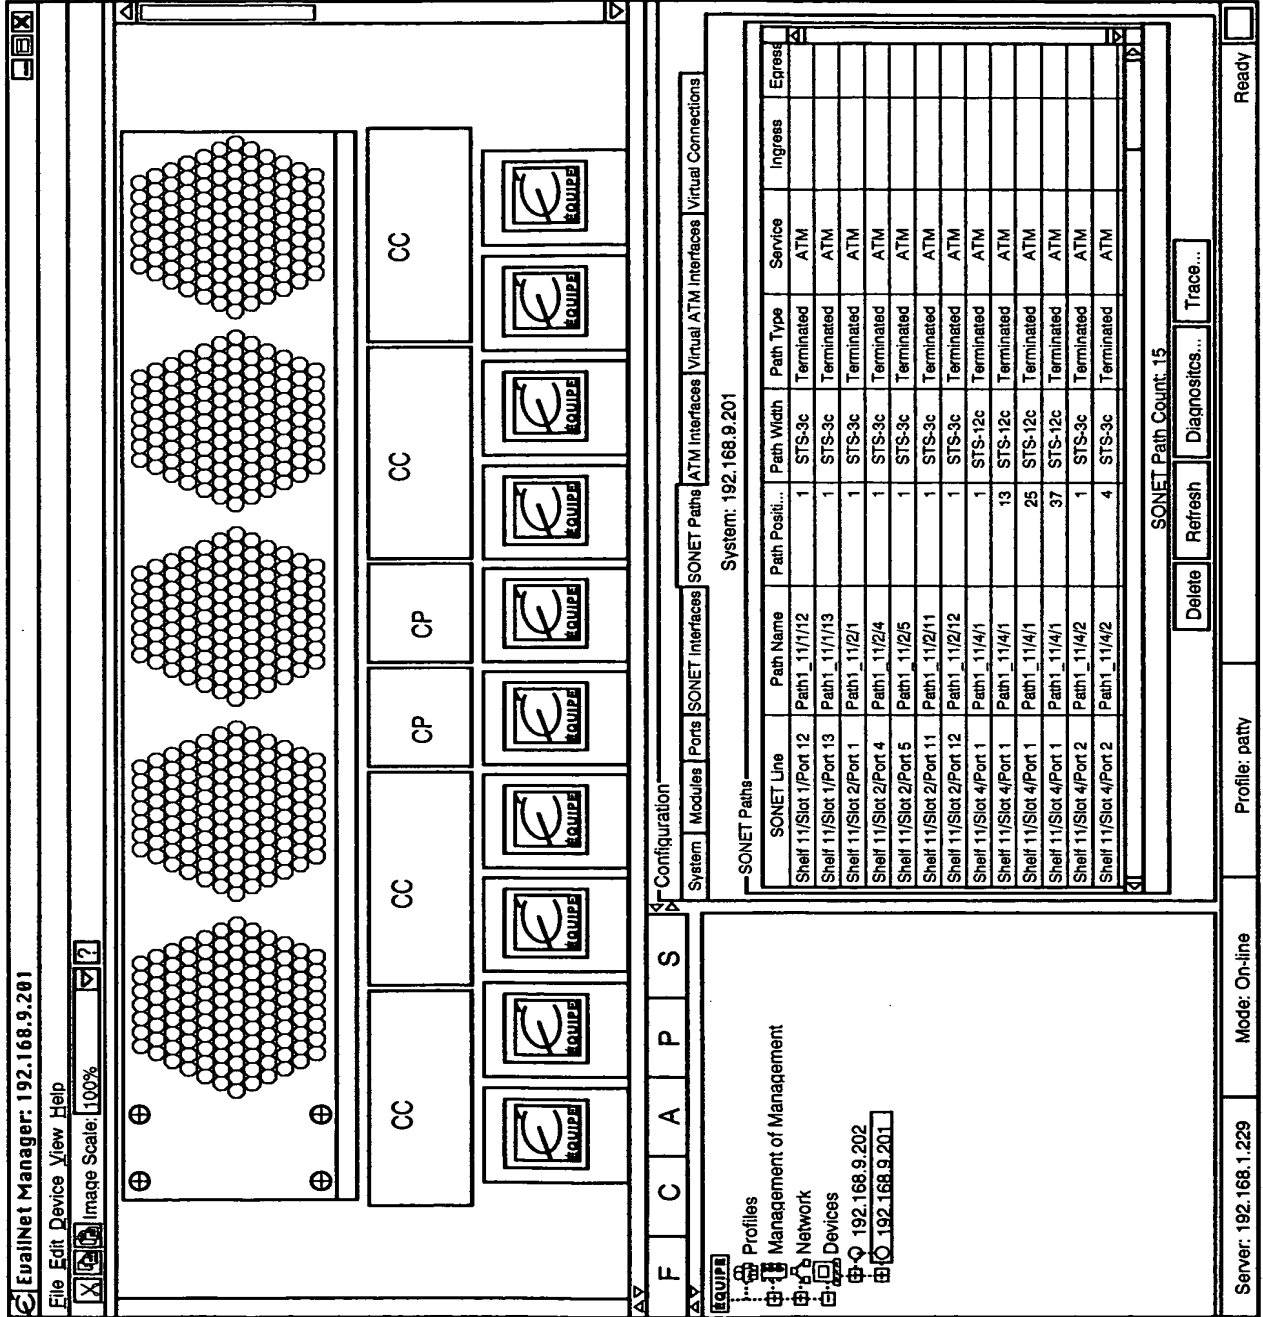 EvaliNet Manager: 192.168.9.201
File Edit Device View Help
Image Scale: 100% ?
CC CC CP CP CC CC
EQUIPE EQUIPE EQUIPE EQUIPE EQUIPE EQUIPE EQUIPE EQUIPE EQUIPE EQUIPE
F C A P S
EQUIPE
Profiles
Management of Management
Network
Devices
192.168.9.202
192.168.9.201
Configuration
System Modules Ports SONET Interfaces SONET Paths ATM Interfaces Virtual ATM Interfaces Virtual Connections
System: 192.168.9.201
SONET Paths
SONET Line Path Name Path Positi... Path Width Path Type Service Ingress Egress
Shelf 11/Slot 1/Port 12 Path1_11/1/12 1 STS-3c Terminated ATM
Shelf 11/Slot 1/Port 13 Path1_11/1/13 1 STS-3c Terminated ATM
Shelf 11/Slot 2/Port 1 Path1_11/2/1 1 STS-3c Terminated ATM
Shelf 11/Slot 2/Port 4 Path1_11/2/4 1 STS-3c Terminated ATM
Shelf 11/Slot 2/Port 5 Path1_11/2/5 1 STS-3c Terminated ATM
Shelf 11/Slot 2/Port 11 Path1_11/2/11 1 STS-3c Terminated ATM
Shelf 11/Slot 2/Port 12 Path1_11/2/12 1 STS-3c Terminated ATM
Shelf 11/Slot 4/Port 1 Path1_11/4/1 1 STS-12c Terminated ATM
Shelf 11/Slot 4/Port 1 Path1_11/4/1 13 STS-12c Terminated ATM
Shelf 11/Slot 4/Port 1 Path1_11/4/1 25 STS-12c Terminated ATM
Shelf 11/Slot 4/Port 1 Path1_11/4/1 37 STS-12c Terminated ATM
Shelf 11/Slot 4/Port 2 Path1_11/4/2 1 STS-3c Terminated ATM
Shelf 11/Slot 4/Port 2 Path1_11/4/2 4 STS-3c Terminated ATM
SONET Path Count: 15
Delete Refresh Diagnositcs... Trace...
Server: 192.168.1.229 Mode: On-line Profile: patty Ready